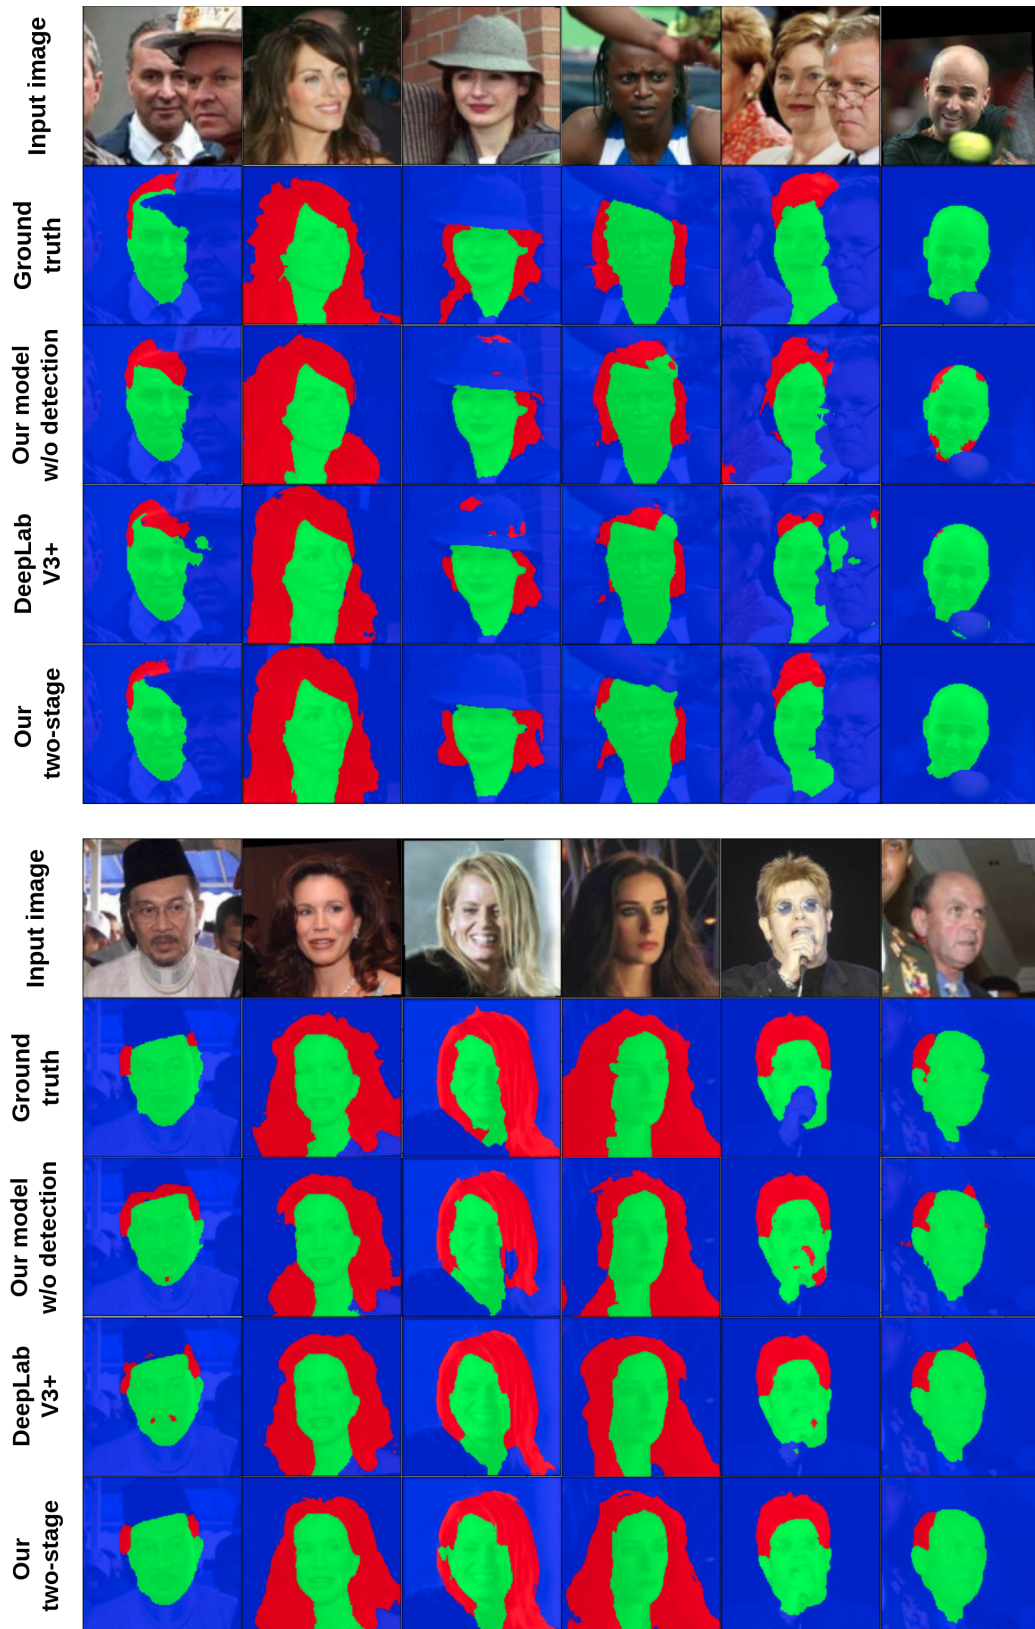 Input image
Ground
truth
Our model
w/o detection
DeepLab
V3+
Our
two-stage
Input image
Ground
truth
Our model
w/o detection
DeepLab
V3+
Our
two-stage